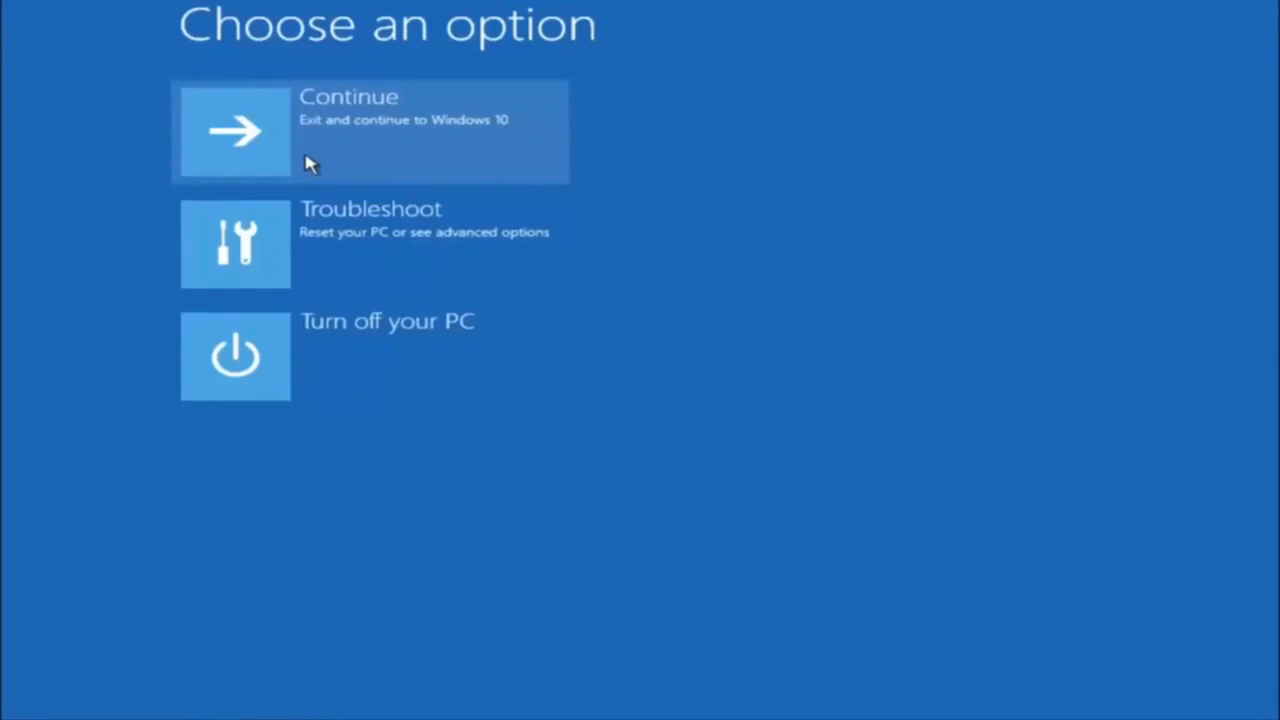 Choose an option
Continue
Exit and continue to Windows 10
Troubleshoot
Reset your PC or see advanced options
Turn off your PC